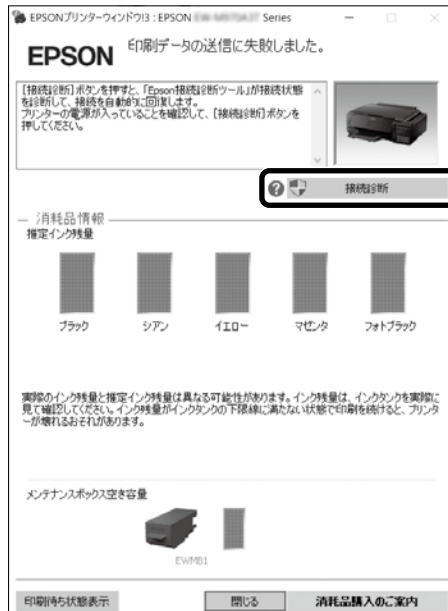 EPSONプリンターウィンドウ!3 : EPSON Series
EPSON
印刷データの送信に失敗しました。
[接続診断]ボタンを押すと、「Epson接続診断ツール」が接続状態
を診断して、接続を自動的に回復します。
プリンターの電源が入っていることを確認して、[接続診断]ボタンを
押してください。
接続診断
消耗品情報
推定インク残量
ブラック
シアン
イエロー
マゼンタ
フォトブラック
実際のインク残量と推定インク残量は異なる可能性があります。インク残量は、インクタンクを実際に
見て確認してください。インク残量がインクタンクの下限線に満たない状態で印刷を続けると、プリンタ
ーが壊れるおそれがあります。
メンテナンスボックス空き容量
EWMB1
印刷待ち状態表示
閉じる
消耗品購入のご案内